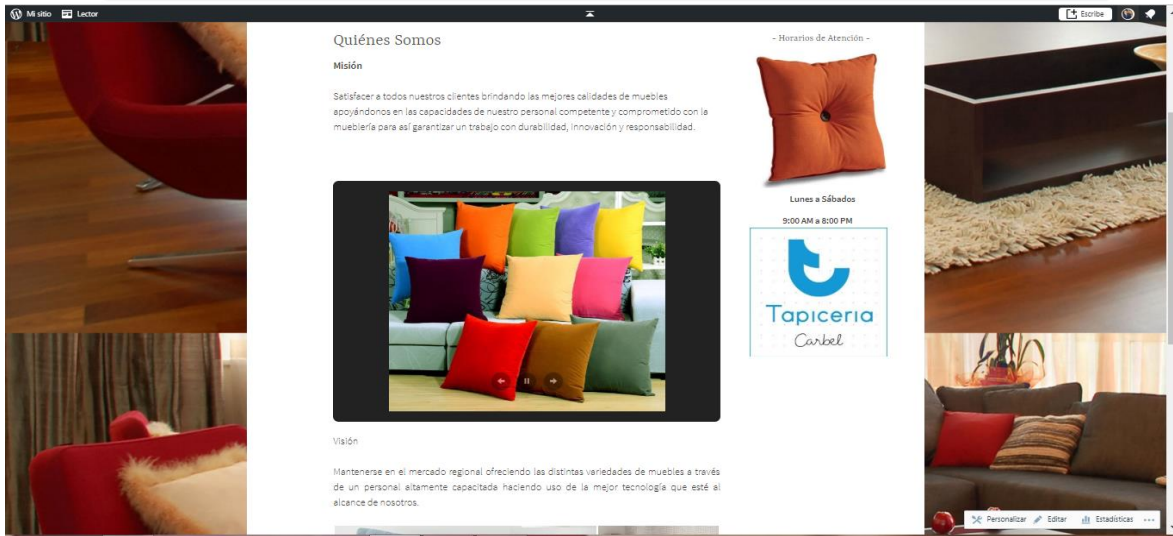 Mi sitio
Lector
Escribe
Quiénes Somos
Misión
Satisfacer a todos nuestros clientes brindando las mejores calidades de muebles
apoyándonos en las capacidades de nuestro personal competente y comprometido con la
mueblería para así garantizar un trabajo con durabilidad, innovación y responsabilidad.
Visión
Mantenerse en el mercado regional ofreciendo las distintas variedades de muebles a través
de un personal altamente capacitada haciendo uso de la mejor tecnología que esté al
alcance de nosotros.
– Horarios de Atención –
Lunes a Sábados
9:00 AM a 8:00 PM
Tapiceria
Carbel
Personalizar
Editar
Estadísticas